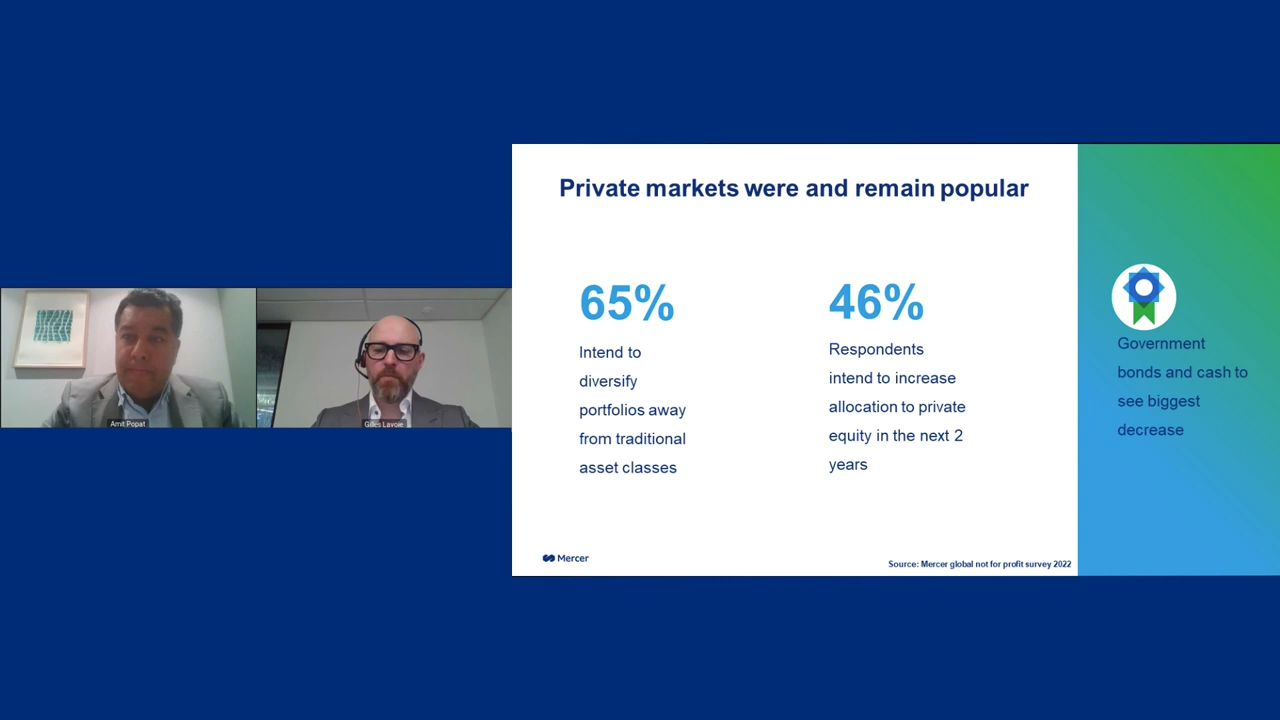 Private markets were and remain popular
65%
Intend to
diversify
portfolios away
from traditional
asset classes
46%
Respondents
intend to increase
allocation to private
equity in the next 2
years
Government
bonds and cash to
see biggest
decrease
Amit Popat
Gilles Lavoie
Mercer
Source: Mercer global not for profit survey 2022